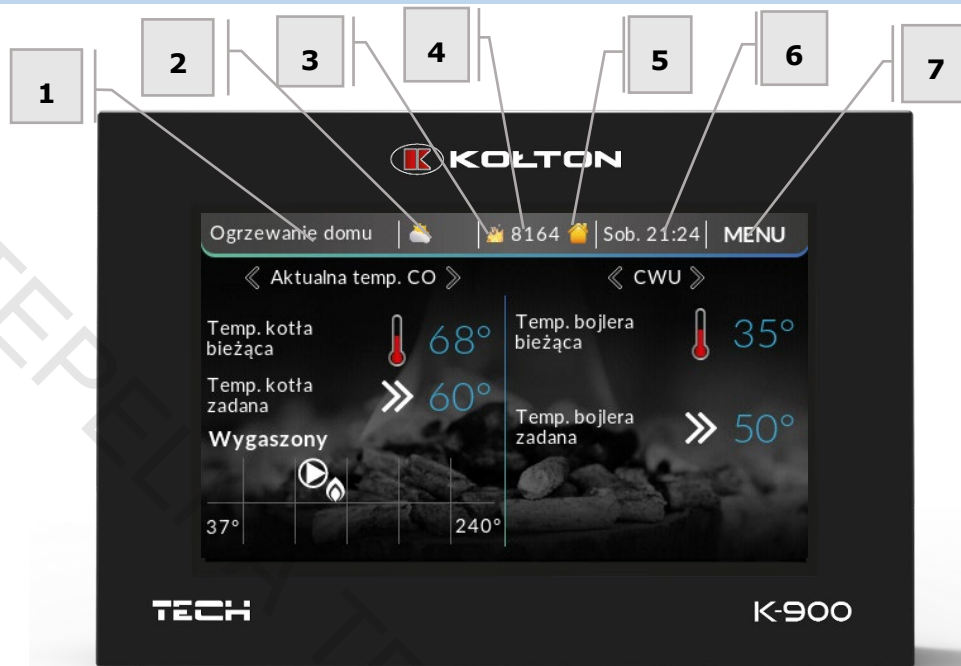 1
2
3
4
5
6
7
KOŁTON
Ogrzewanie domu
8164
Sob. 21:24
MENU
Aktualna temp. CO
CWU
Temp. kotła
bieżąca
68°
Temp. bojlera
bieżąca
35°
Temp. kotła
zadana
60°
Temp. bojlera
zadana
50°
Wygaszony
37°
240°
TECH
K-900